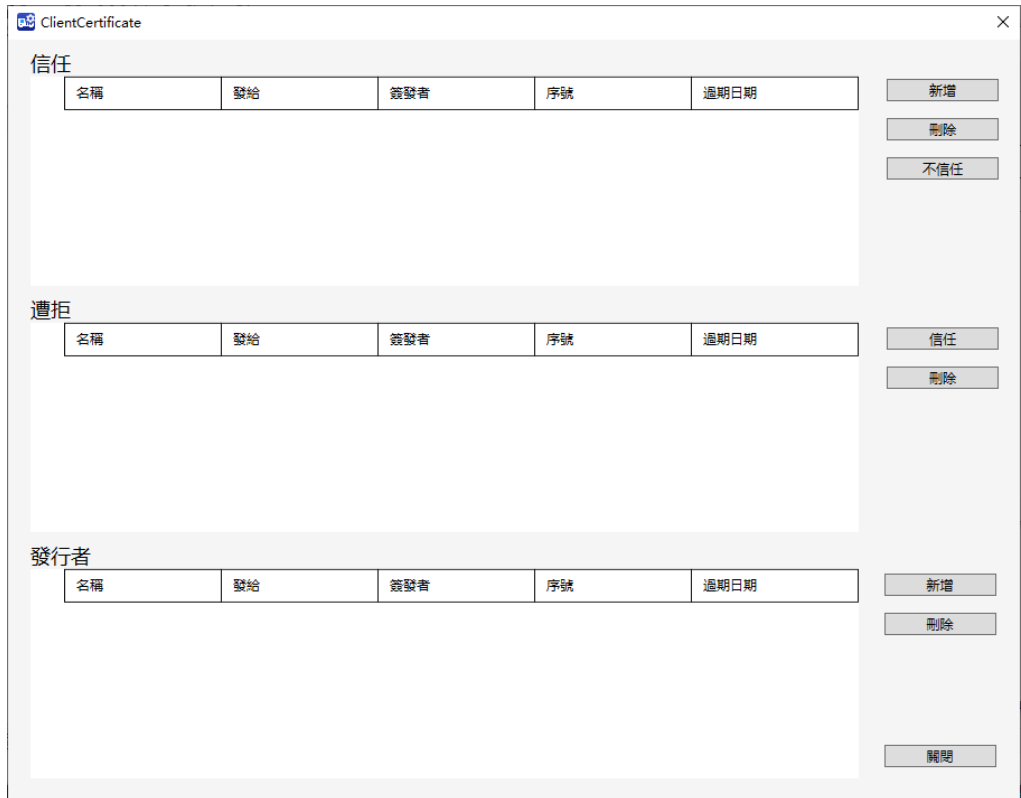 ClientCertificate
信任
名稱 發給 簽發者 序號 過期日期 新增
刪除
不信任
遭拒
名稱 發給 簽發者 序號 過期日期 信任
刪除
發行者
名稱 發給 簽發者 序號 過期日期 新增
刪除
關閉